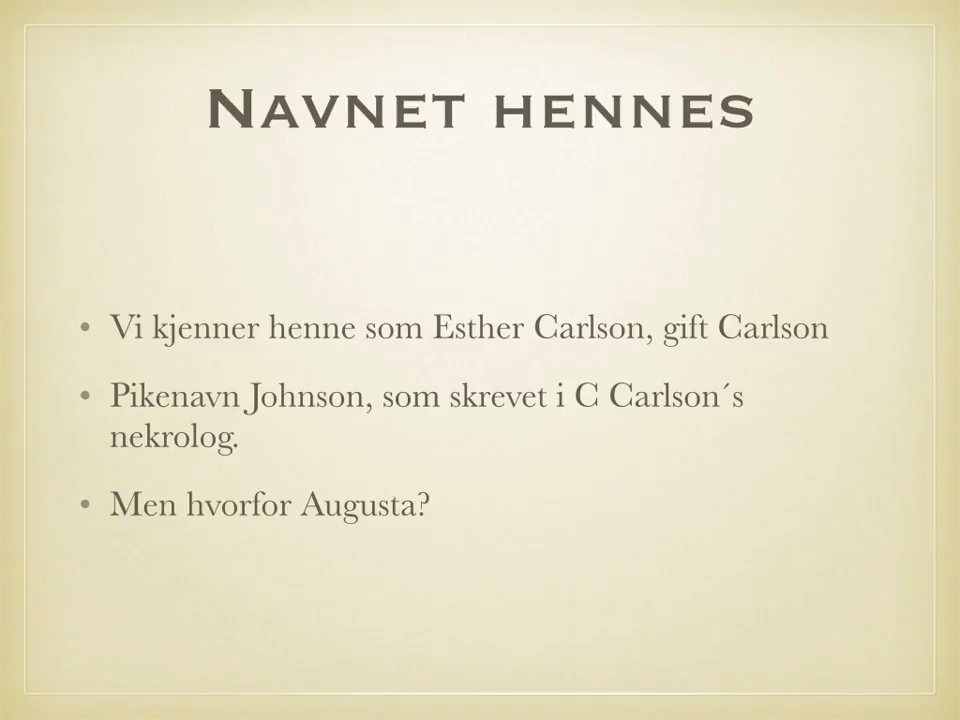 Navnet hennes
• Vi kjenner henne som Esther Carlson, gift Carlson
• Pikenavn Johnson, som skrevet i C Carlson´s
nekrolog.
• Men hvorfor Augusta?